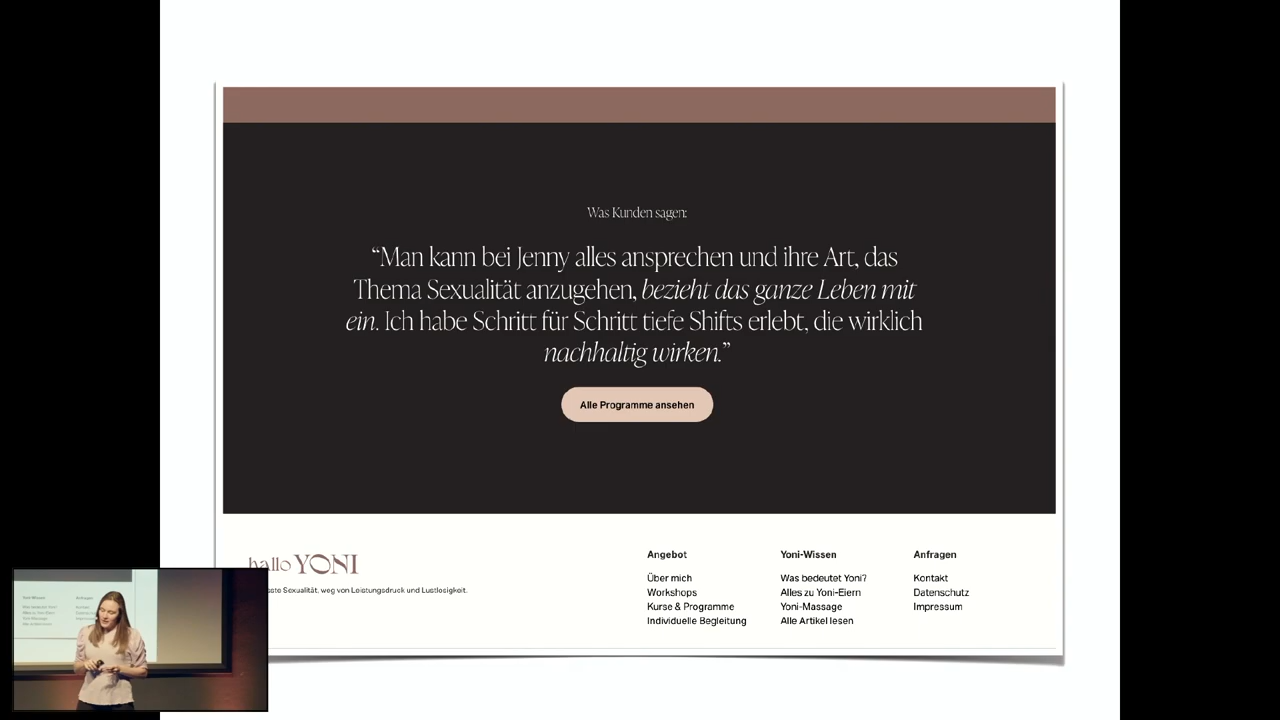 Was Kunden sagen:
“Man kann bei Jenny alles ansprechen und ihre Art, das
Thema Sexualität anzugehen, bezieht das ganze Leben mit
ein. Ich habe Schritt für Schritt tiefe Shifts erlebt, die wirklich
nachhaltig wirken.”
Alle Programme ansehen
hallo YONI
Sexualität, weg von Leistungsdruck und Lustlosigkeit.
Angebot
Über mich
Workshops
Kurse & Programme
Individuelle Begleitung
Yoni-Wissen
Was bedeutet Yoni?
Alles zu Yoni-Eiern
Yoni-Massage
Alle Artikel lesen
Anfragen
Kontakt
Datenschutz
Impressum